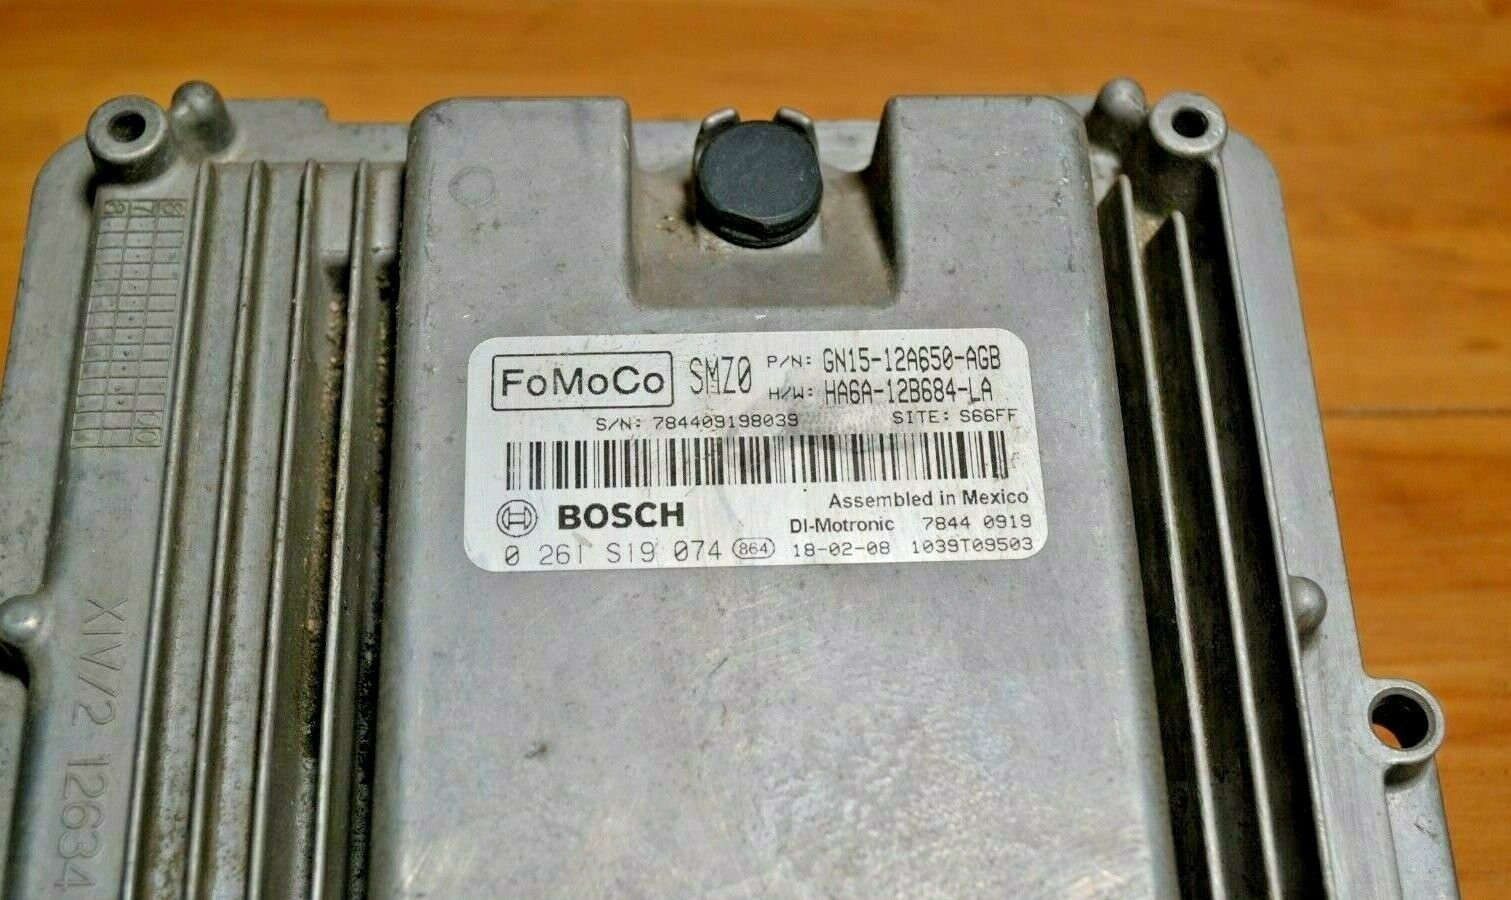 FoMoCo SMZ0 P/N: GN15-12A650-AGB
H/W: HA6A-12B684-LA
S/N: 784409198039 SITE: S66FF
Assembled in Mexico
BOSCH
DI-Motronic 7844 0919
0 261 S19 074 864 18-02-08 1039T09503
XIV/2 12634